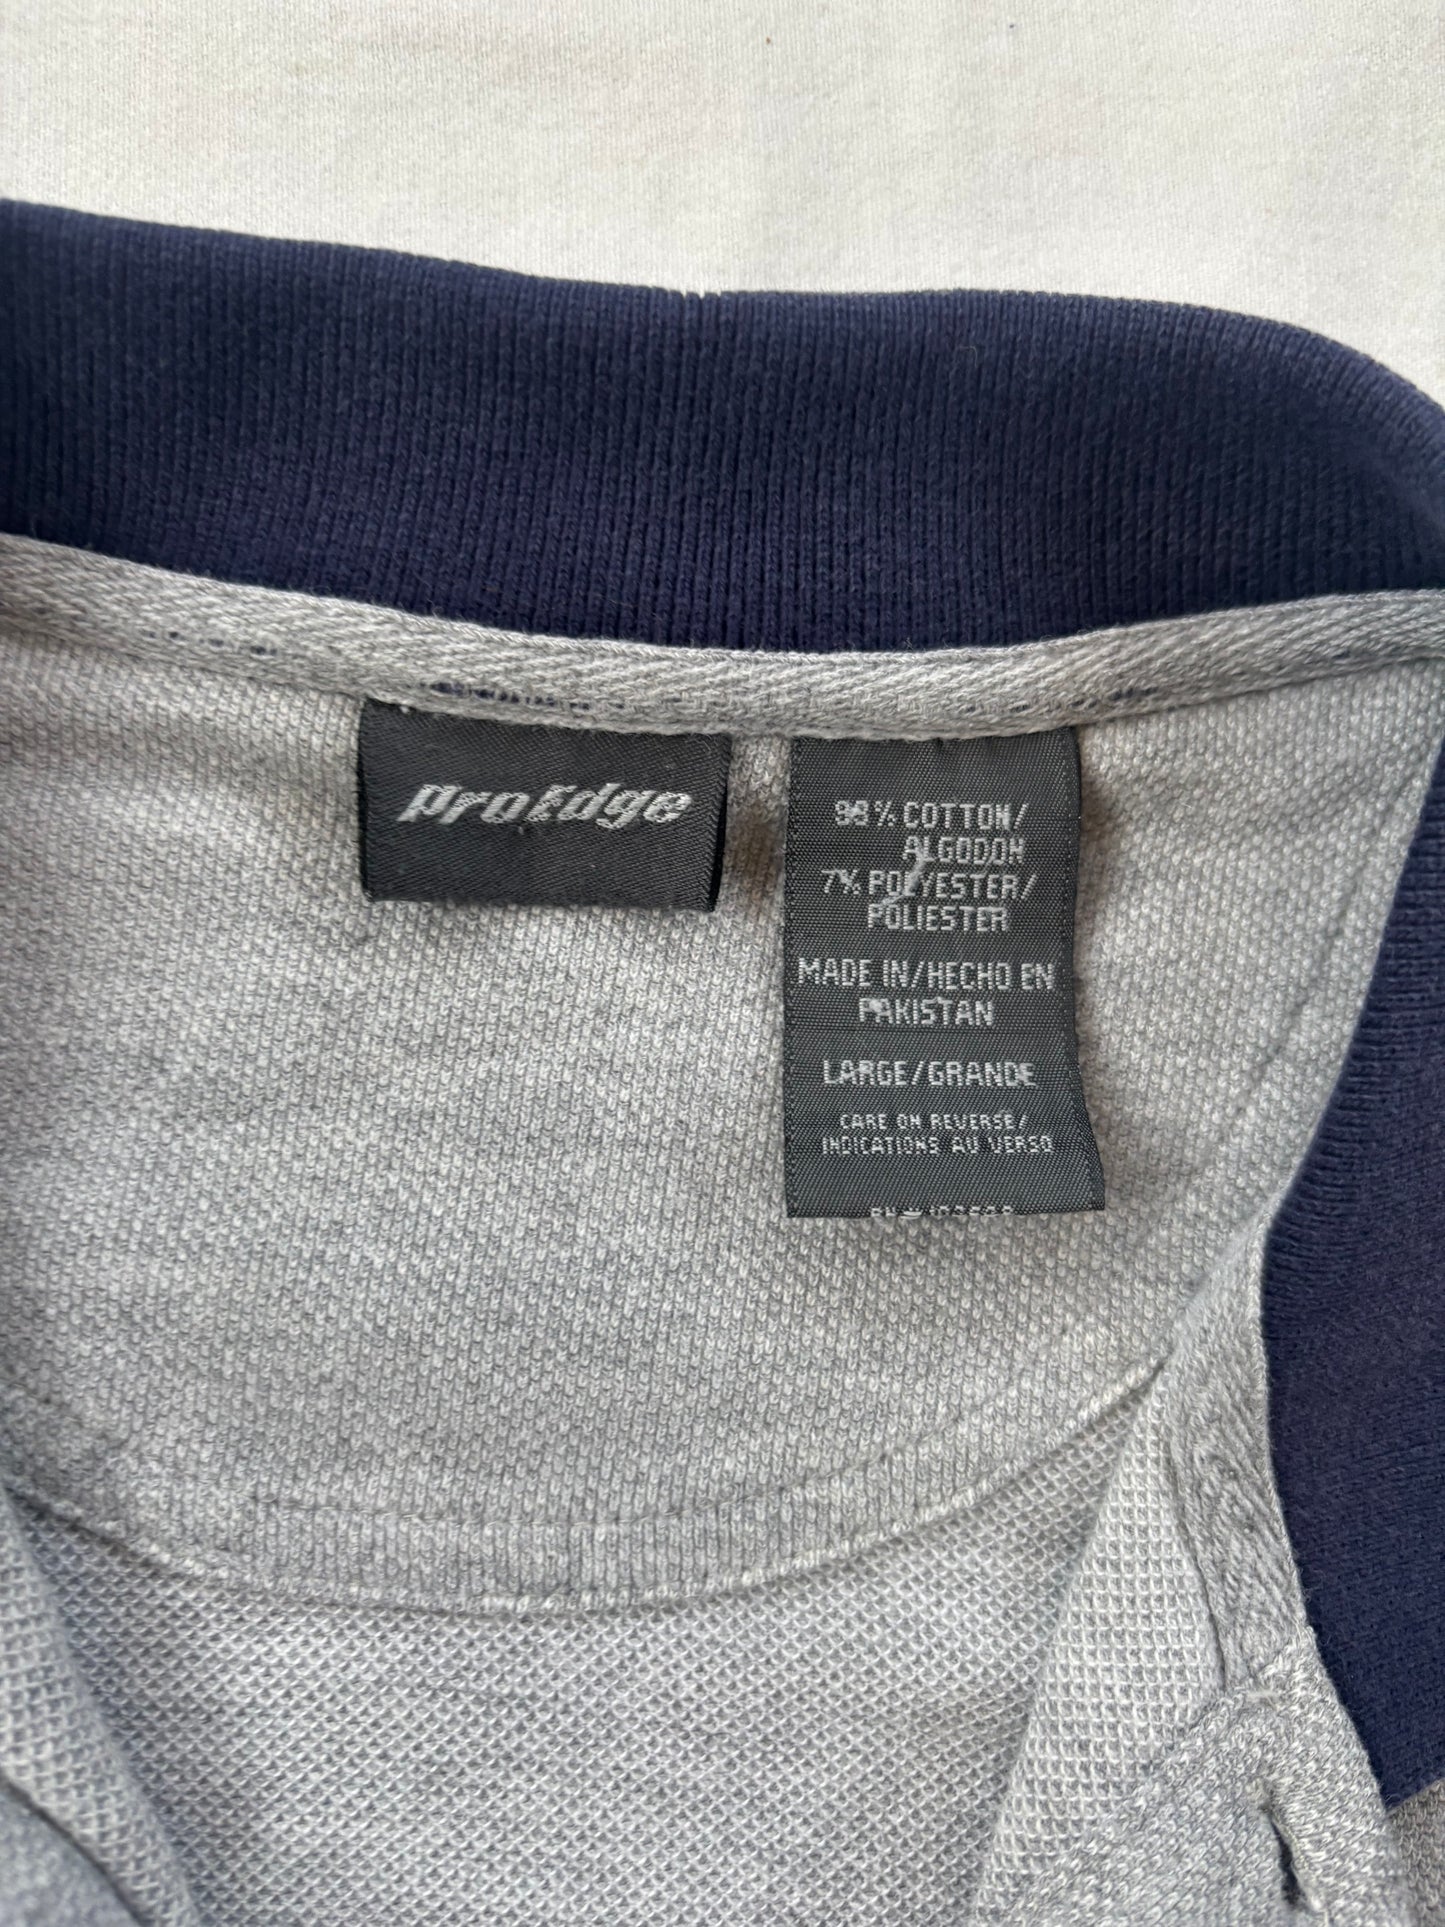 ProEdge
93% COTTON/
ALGODON
7% POLYESTER/
POLIESTER
MADE IN/HECHO EN
PAKISTAN
LARGE/GRANDE
CARE ON REVERSE/
INDICATIONS AU VERSO